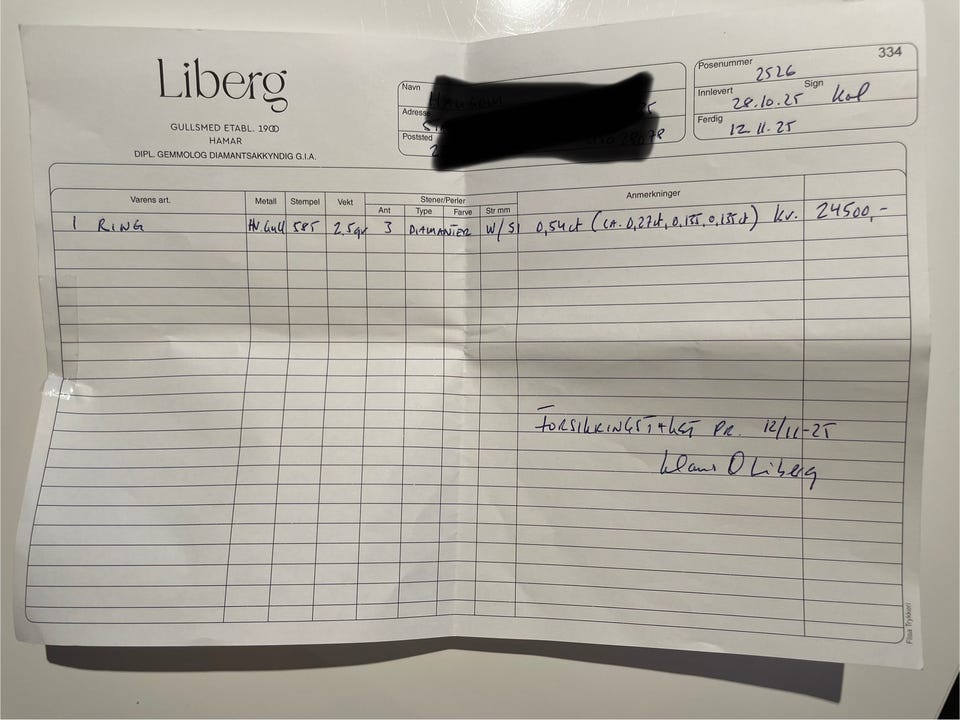 334
Liberg
GULLSMED ETABL. 1900
HAMAR
DIPL. GEMMOLOG DIAMANTSAKKYNDIG G.I.A.
Navn
Adresse
Poststed
Posenummer 2526
Innlevert 28.10.25 Sign
Ferdig 12.11.25
Varens art. Metall Stempel Vekt Stener/Perler Anmerkninger
Ant Type Farve Str mm
1 RING Hv.Gull 585 2,5gr 3 DIAMANTER W/SI 0,54ct (CA. 0,27ct, 0,135, 0,135ct) kr. 24500,-
FORSIKRINGSTAKST PR. 12/11-25
Klaus O Liberg
Flisa Trykkeri